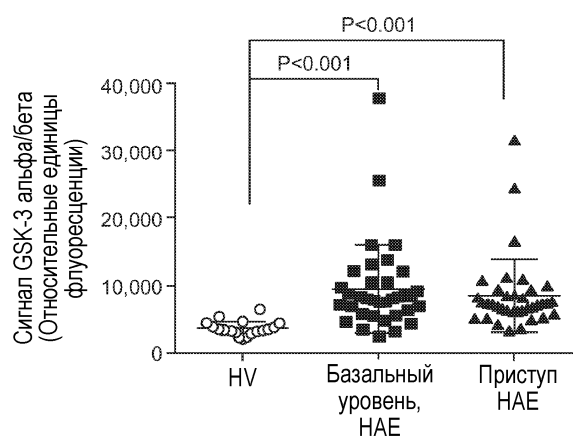 P<0.001
P<0.001
Сигнал GSK-3 альфа/бета
(Относительные единицы
флуоресценции)
40,000
30,000
20,000
10,000
0
HV
Базальный
уровень,
HAE
Приступ
HAE